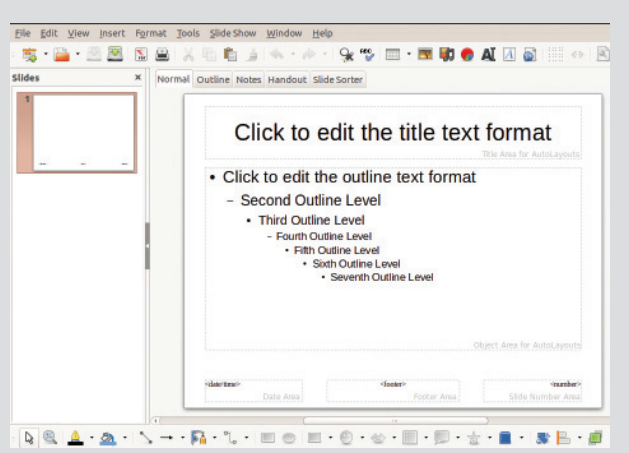 File Edit View Insert Format Tools Slide Show Window Help
Slides ×
Normal Outline Notes Handout Slide Sorter
1
Click to edit the title text format
Title Area for AutoLayouts
• Click to edit the outline text format
– Second Outline Level
• Third Outline Level
– Fourth Outline Level
• Fifth Outline Level
• Sixth Outline Level
• Seventh Outline Level
Object Area for AutoLayouts
<date/time> <footer> <number>
Date Area Footer Area Slide Number Area